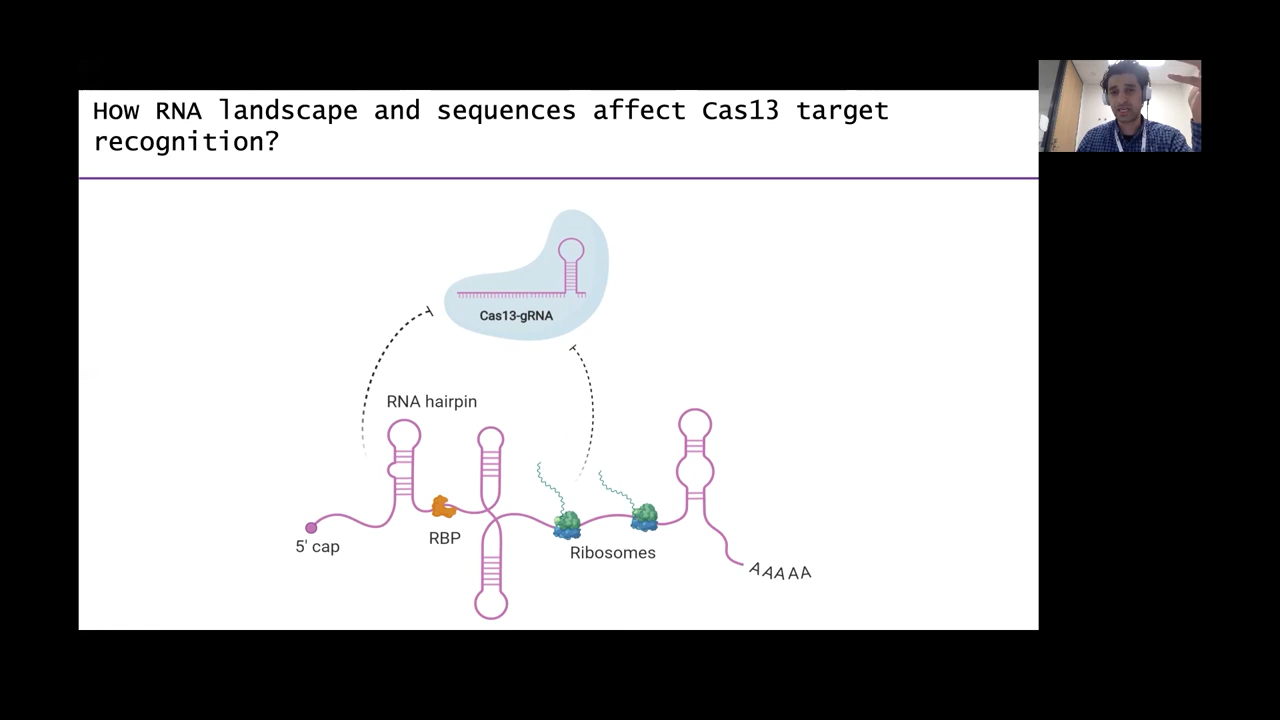 How RNA landscape and sequences affect Cas13 target
recognition?
Cas13-gRNA
RNA hairpin
RBP
5' cap
Ribosomes
AAAAA